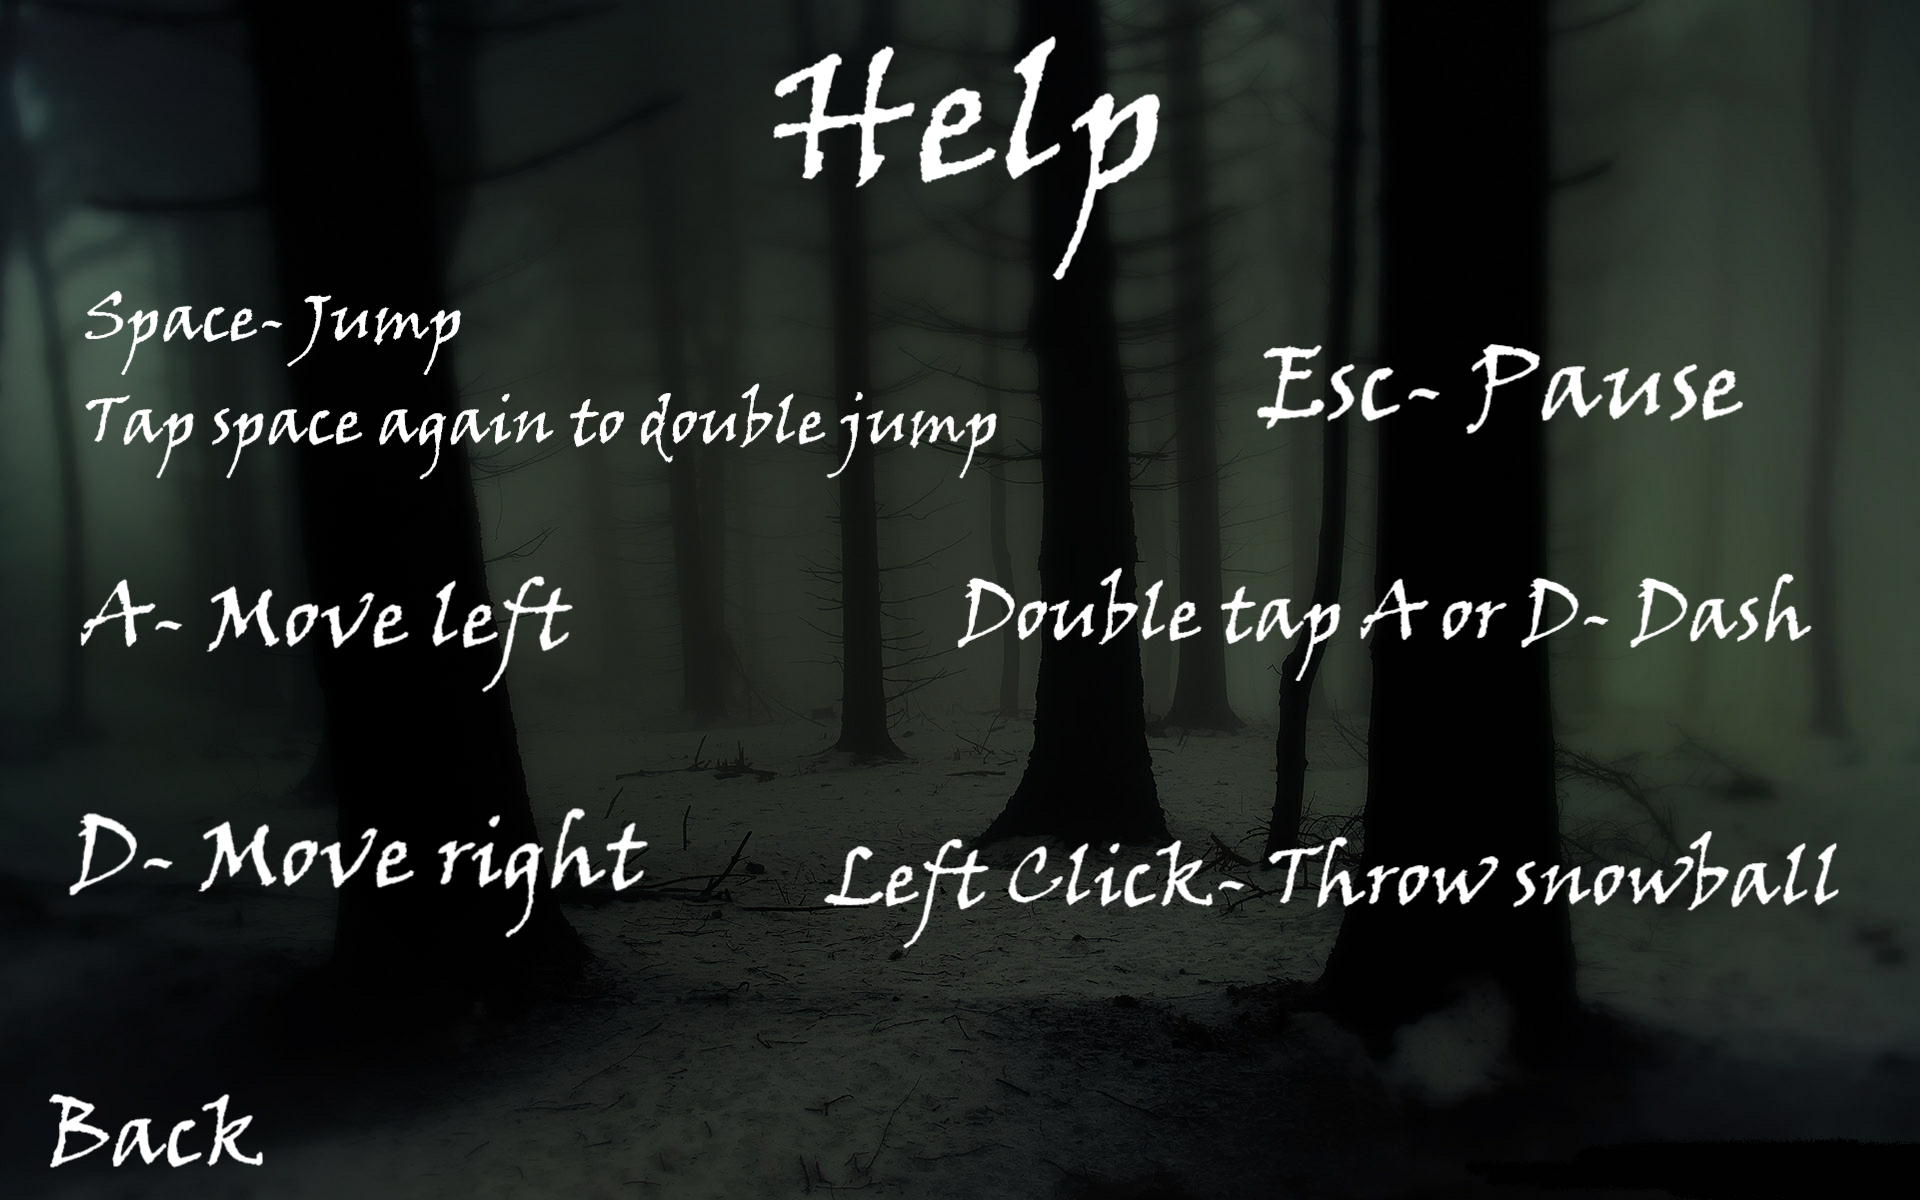 Help
Space- Jump
Tap space again to double jump
Esc- Pause
A- Move left
Double tap A or D- Dash
D- Move right
Left Click- Throw snowball
Back